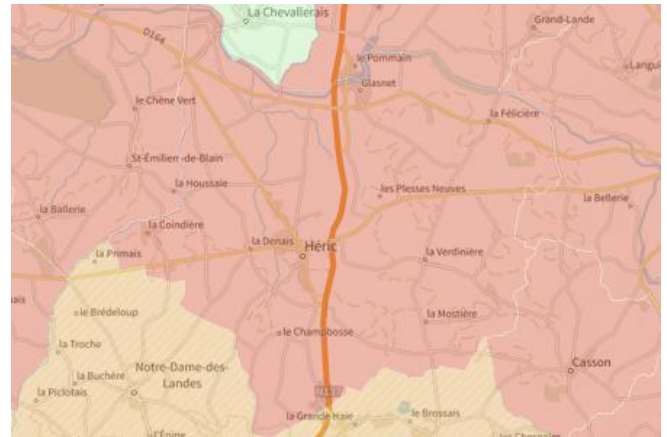 La Chevallerais
Grand-Lande
D164
le Pommain
Glasnet
le Chêne Vert
la Félicière
St-Émilien-de-Blain
la Houssaie
les Plesses Neuves
la Bellerie
la Ballerie
la Coindière
la Denais
Héric
la Verdinière
la Primais
le Brédeloup
la Mostière
le Champbosse
la Troche
Casson
Notre-Dame-des-
Landes
la Buchère
la Piclotais
la Grande Haie
le Brossais
l'Épine